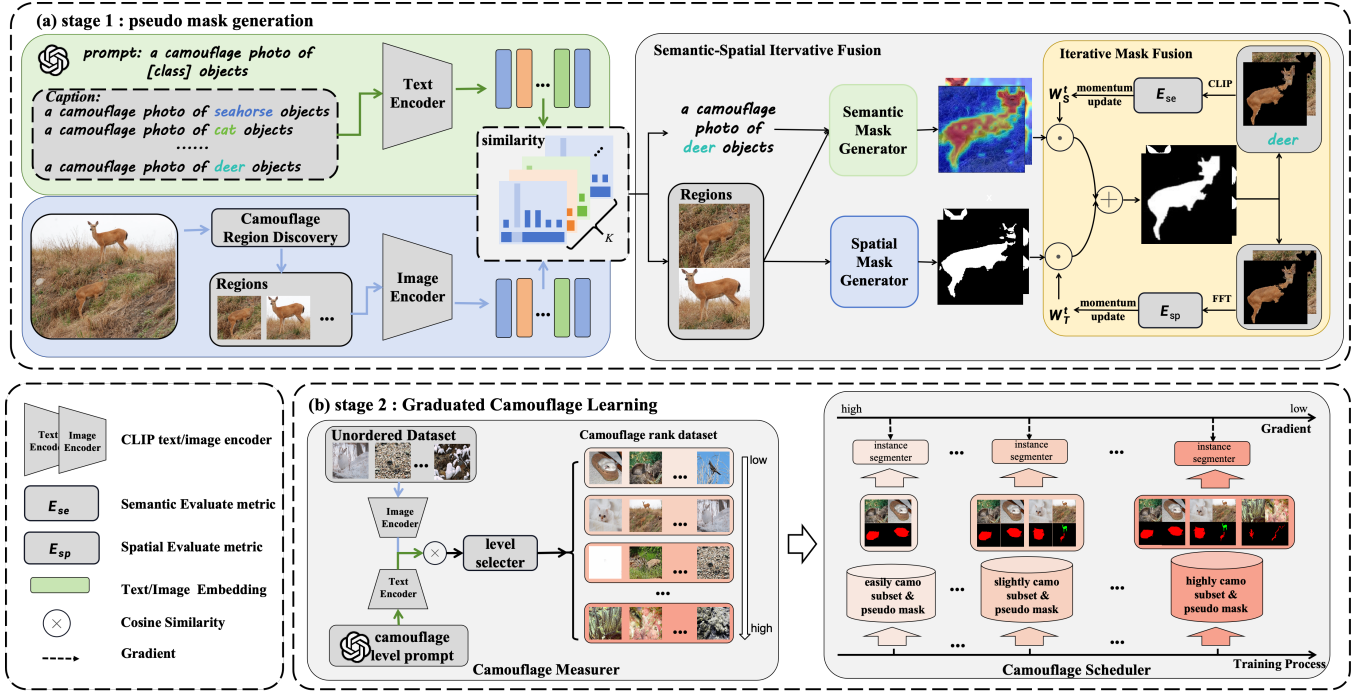 (a) stage 1 : pseudo mask generation
prompt: a camouflage photo of
[class] objects
Caption:
a camouflage photo of seahorse objects
a camouflage photo of cat objects
......
a camouflage photo of deer objects
Text
Encoder
...
similarity
...
K
Camouflage
Region Discovery
Regions
...
Image
Encoder
...
Semantic-Spatial Itervative Fusion
a camouflage
photo of
deer objects
Regions
Semantic
Mask
Generator
Spatial
Mask
Generator
Iterative Mask Fusion
W_S^t
momentum
update
E_se
CLIP
deer
W_T^t
momentum
update
E_sp
FFT
Text
Encoder
Image
Encoder
CLIP text/image encoder
E_se
Semantic Evaluate metric
E_sp
Spatial Evaluate metric
Text/Image Embedding
Cosine Similarity
Gradient
(b) stage 2 : Graduated Camouflage Learning
Unordered Dataset
...
Image
Encoder
Text
Encoder
camouflage
level prompt
level
selecter
Camouflage rank dataset
low
...
...
...
...
...
high
Camouflage Measurer
high
low
Gradient
instance
segmenter
...
instance
segmenter
...
instance
segmenter
easily camo
subset &
pseudo mask
...
slightly camo
subset &
pseudo mask
...
highly camo
subset &
pseudo mask
...
...
Training Process
Camouflage Scheduler